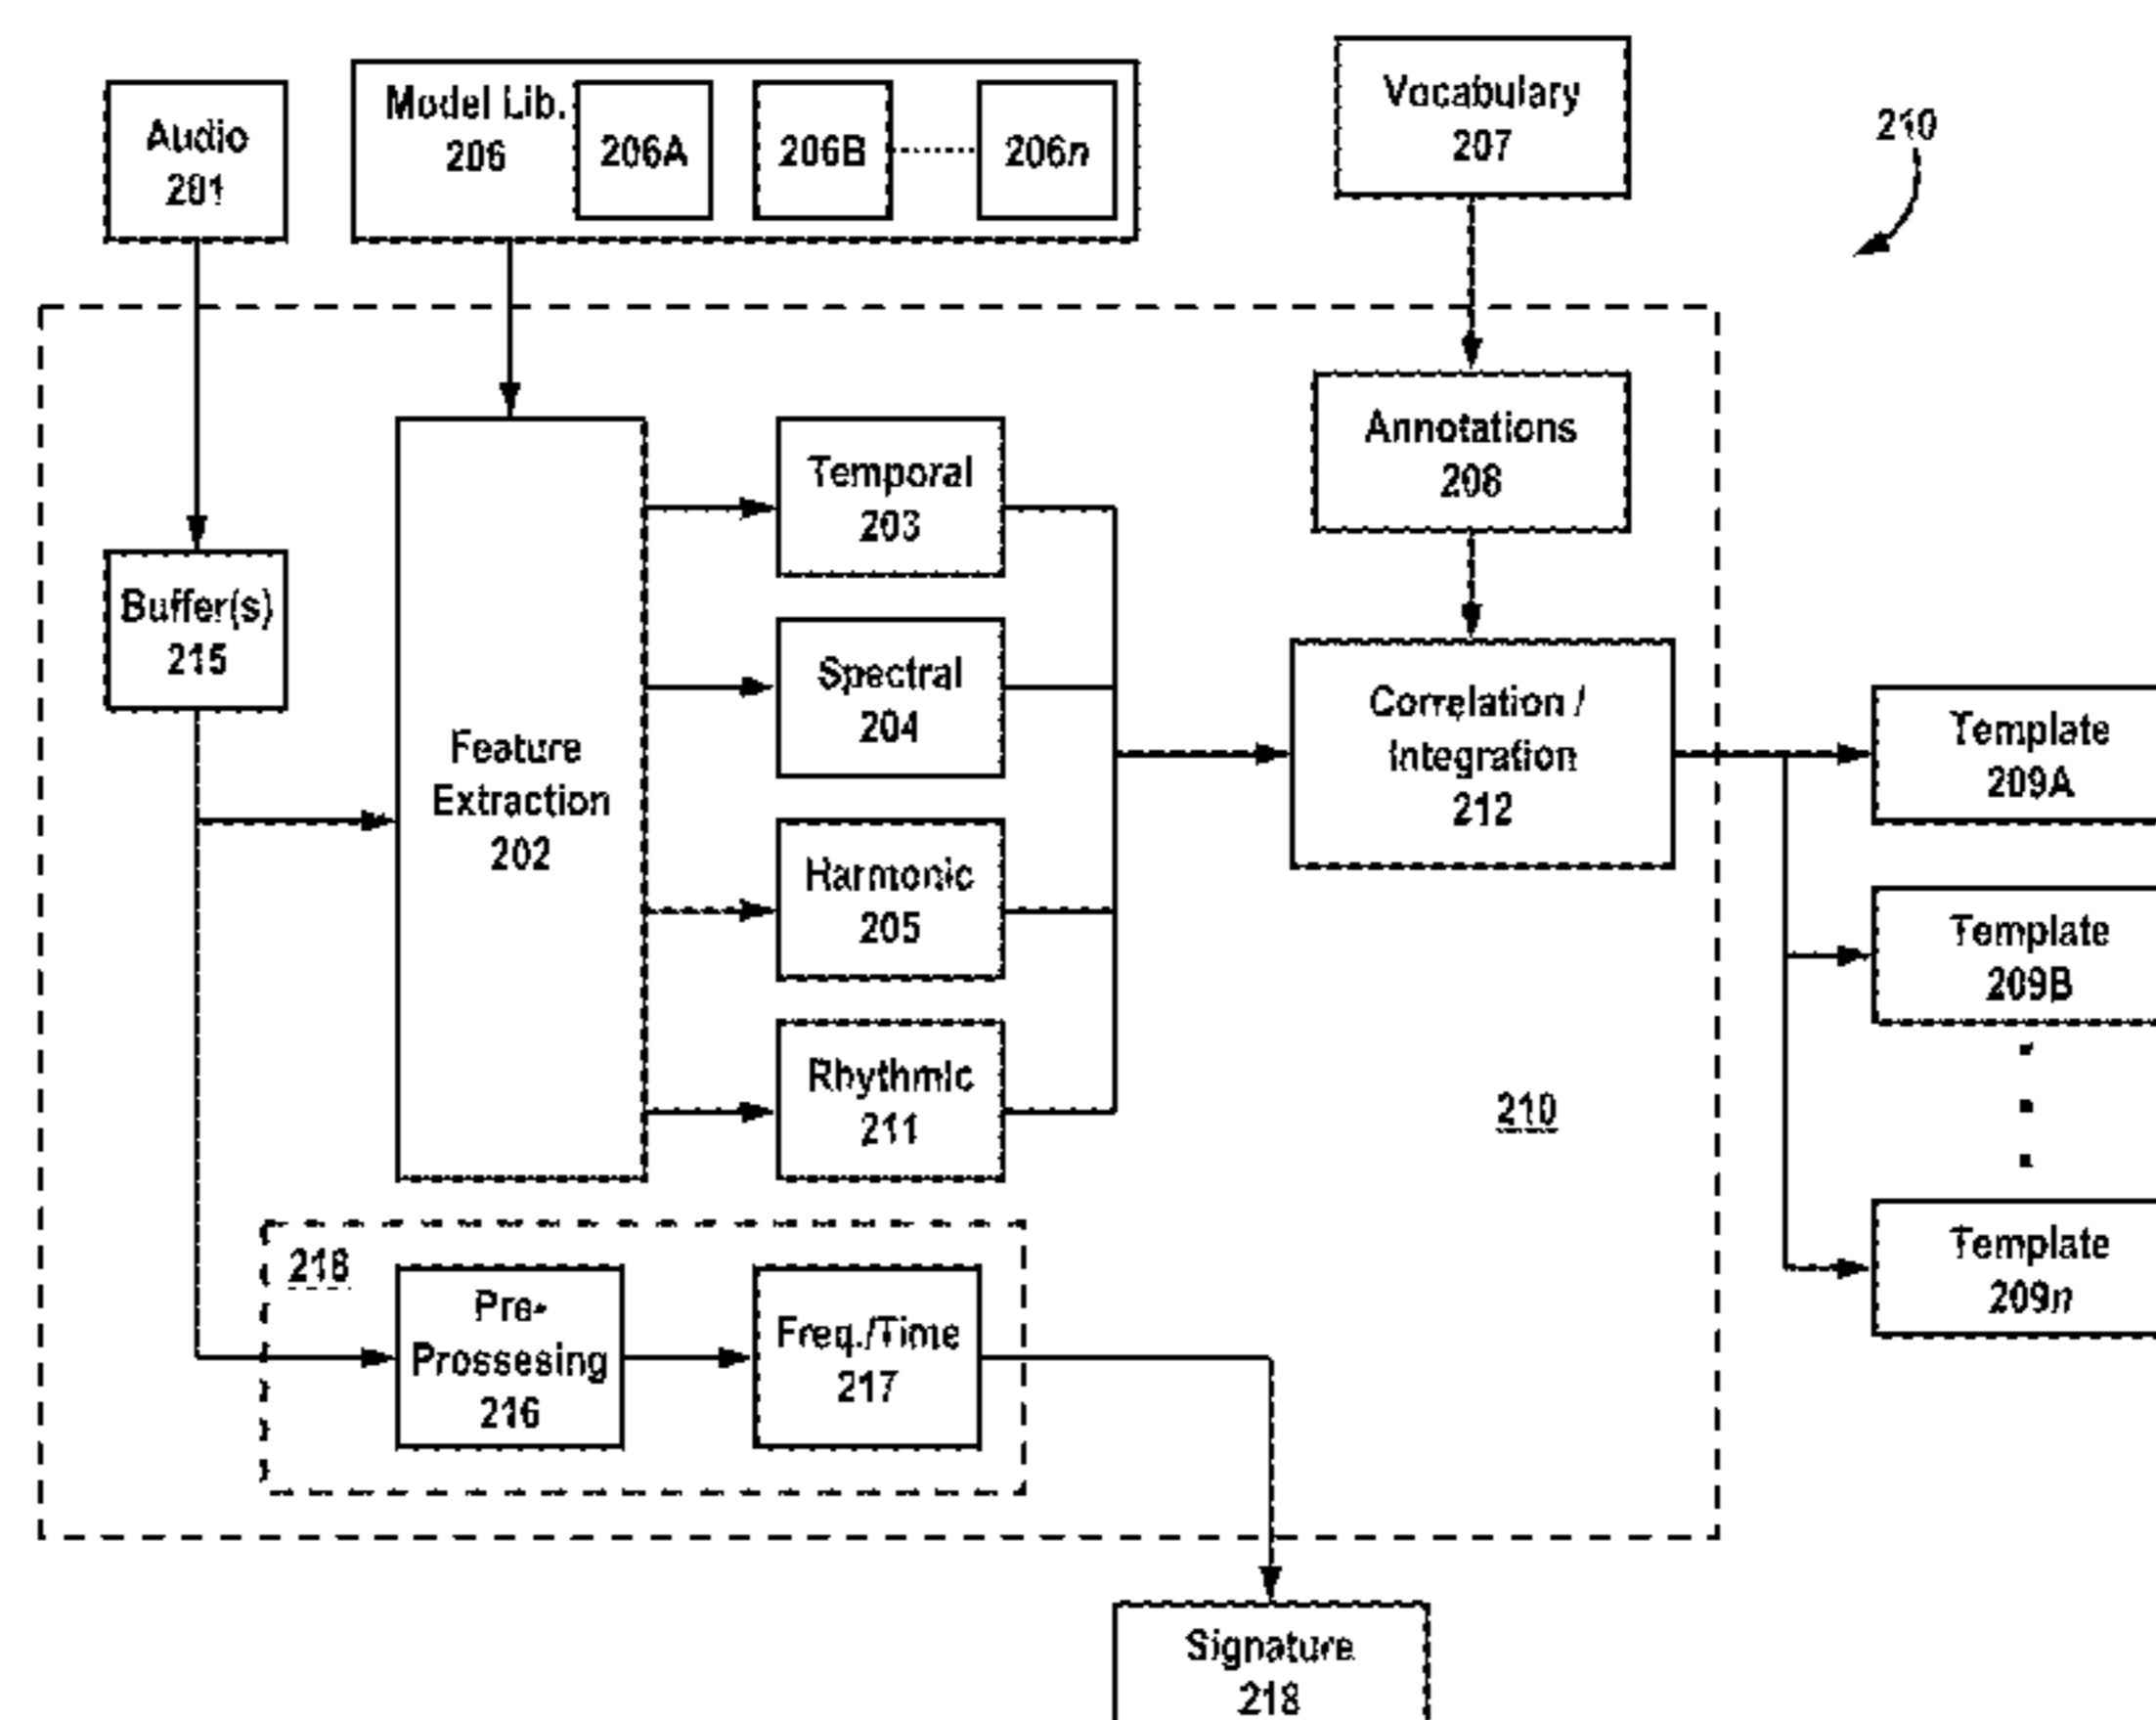 Audio
201
Model Lib.
206
206A
206B
206n
Vocabulary
207
210
Annotations
208
Buffer(s)
215
Feature
Extraction
202
Temporal
203
Spectral
204
Harmonic
205
Rhythmic
211
Correlation /
Integration
212
Template
209A
Template
209B
Template
209n
210
218
Pre-
Prossesing
216
Freq./Time
217
Signature
218